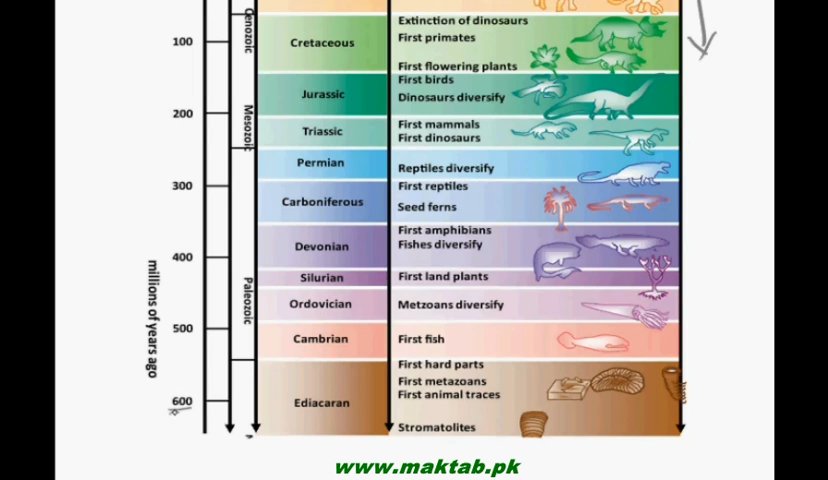 Cenozoic
Extinction of dinosaurs
100
Cretaceous
First primates
First flowering plants
First birds
Jurassic
Dinosaurs diversify
200
Mesozoic
First mammals
Triassic
First dinosaurs
Permian
Reptiles diversify
300
First reptiles
Carboniferous
Seed ferns
First amphibians
Devonian
Fishes diversify
400
Silurian
First land plants
Paleozoic
Ordovician
Metzoans diversify
500
Cambrian
First fish
millions of years ago
First hard parts
First metazoans
First animal traces
600
Ediacaran
Stromatolites
www.maktab.pk